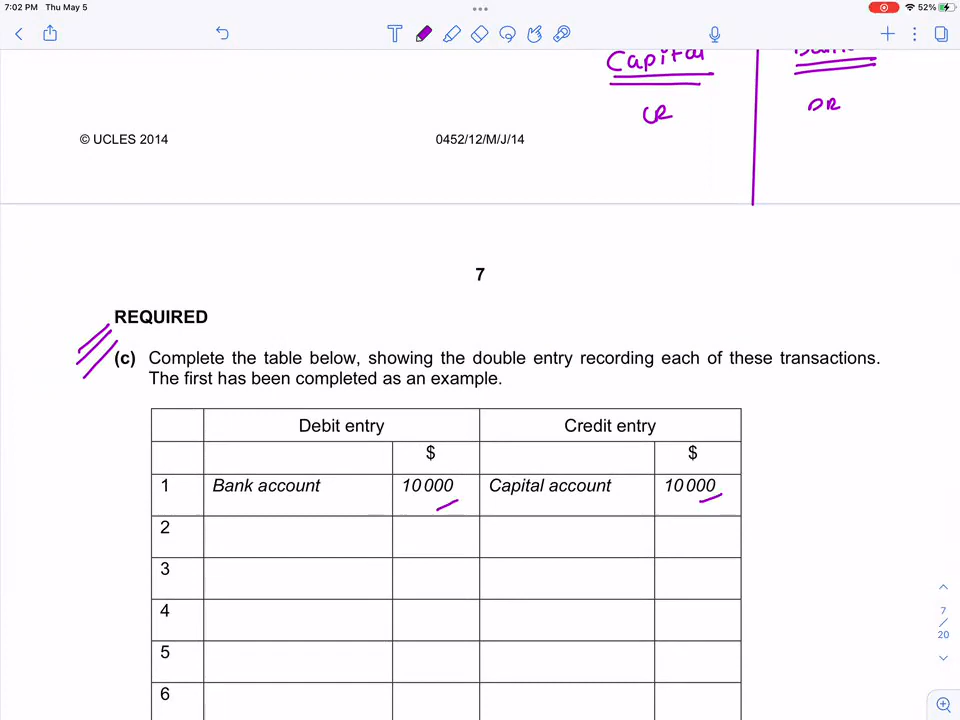 7:02 PM Thu May 5
52%
Capital
CR
DR
© UCLES 2014
0452/12/M/J/14
7
REQUIRED
(c) Complete the table below, showing the double entry recording each of these transactions.
The first has been completed as an example.
Debit entry Credit entry
$ $
1 Bank account 10 000 Capital account 10 000
2
3
4
5
6
7
/
20